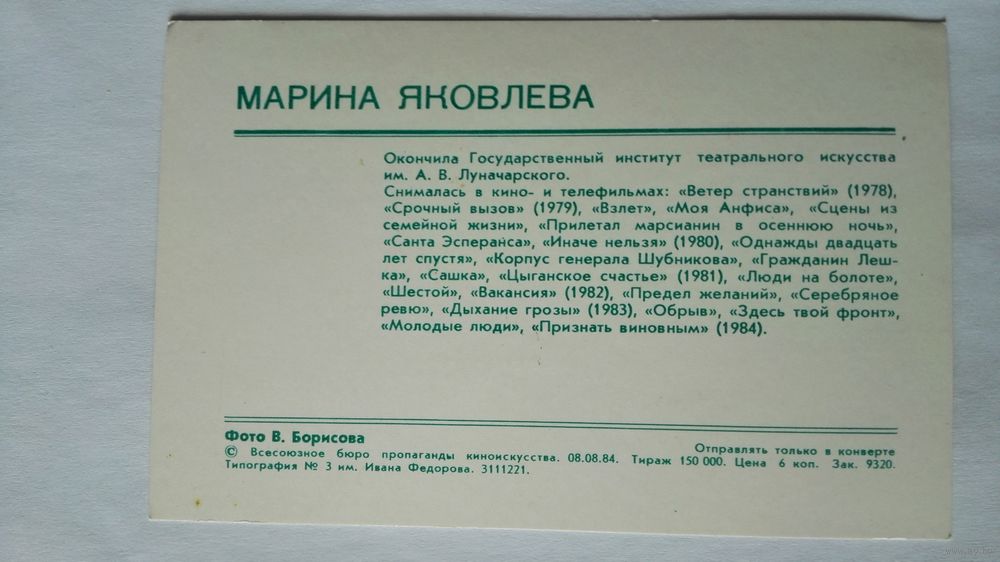 МАРИНА ЯКОВЛЕВА
Окончила Государственный институт театрального искусства
им. А. В. Луначарского.
Снималась в кино- и телефильмах: «Ветер странствий» (1978),
«Срочный вызов» (1979), «Взлет», «Моя Анфиса», «Сцены из
семейной жизни», «Прилетал марсианин в осеннюю ночь»,
«Санта Эсперанса», «Иначе нельзя» (1980), «Однажды двадцать
лет спустя», «Корпус генерала Шубникова», «Гражданин Леш-
ка», «Сашка», «Цыганское счастье» (1981), «Люди на болоте»,
«Шестой», «Вакансия» (1982), «Предел желаний», «Серебряное
ревю», «Дыхание грозы» (1983), «Обрыв», «Здесь твой фронт»,
«Молодые люди», «Признать виновным» (1984).
Фото В. Борисова
Отправлять только в конверте
© Всесоюзное бюро пропаганды киноискусства. 08.08.84. Тираж 150 000. Цена 6 коп. Зак. 9320.
Типография № 3 им. Ивана Федорова. 3111221.